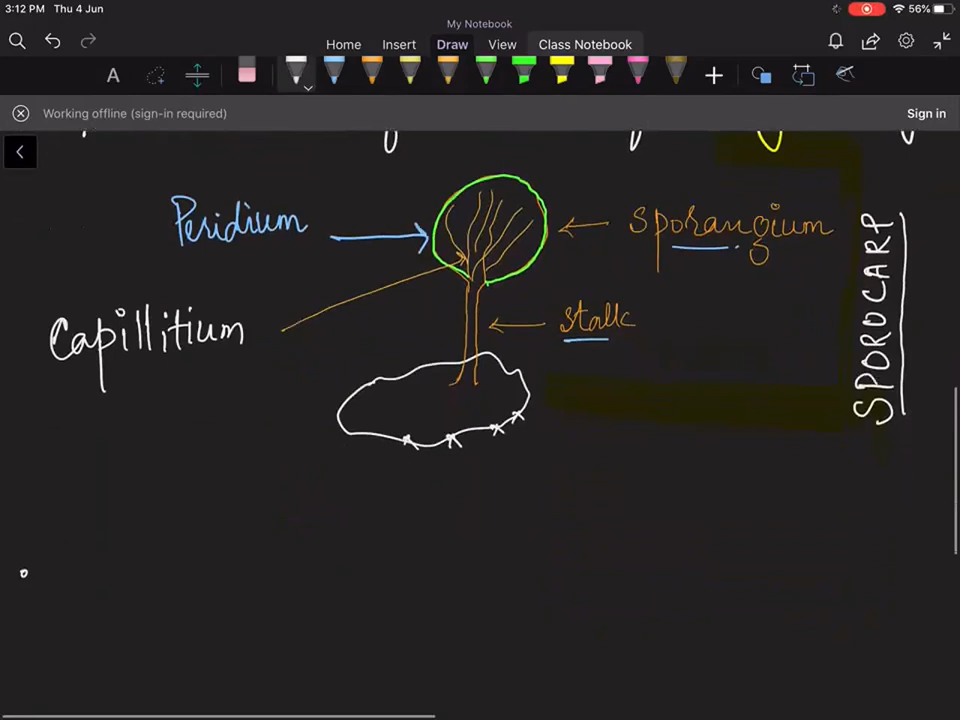 3:12 PM Thu 4 Jun
56%
My Notebook
Home Insert Draw View Class Notebook
A
Working offline (sign-in required)
Sign in
Peridium
Sporangium
Capillitium
Stalk
SPOROCARP